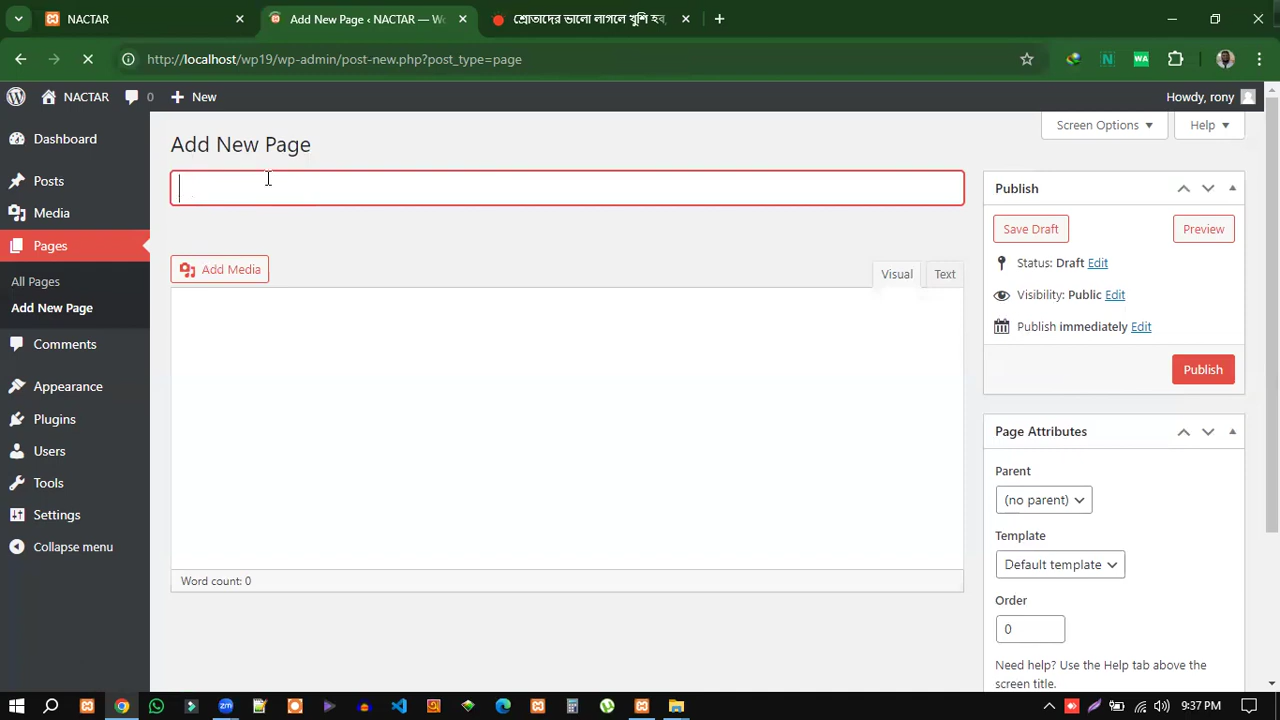 NACTAR
Add New Page ‹ NACTAR — Wo
শ্রোতাদের ভালো লাগলে খুশি হব,
http://localhost/wp19/wp-admin/post-new.php?post_type=page
NACTAR
0
New
Howdy, rony
Dashboard
Posts
Media
Pages
All Pages
Add New Page
Comments
Appearance
Plugins
Users
Tools
Settings
Collapse menu
Screen Options
Help
Add New Page
Add Media
Visual
Text
Word count: 0
Publish
Save Draft
Preview
Status: Draft Edit
Visibility: Public Edit
Publish immediately Edit
Publish
Page Attributes
Parent
(no parent)
Template
Default template
Order
0
Need help? Use the Help tab above the
screen title.
9:37 PM